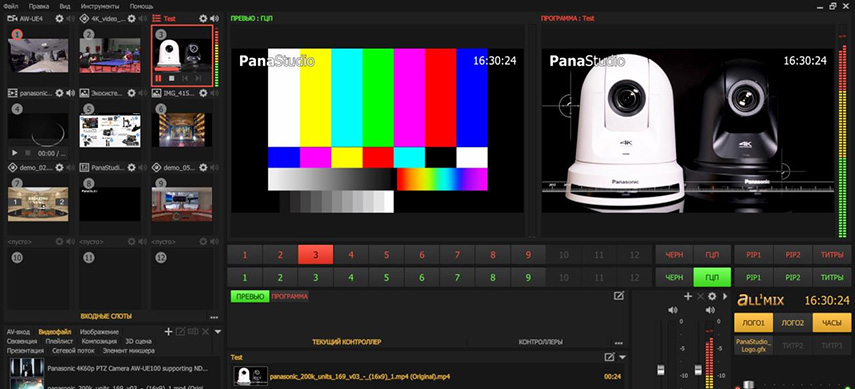 Файл Правка Вид Инструменты Помощь
AW-UE4 4K_video_... Test
ПРЕВЬЮ : ГЦП
ПРОГРАММА : Test
1 2 3
PanaStudio 16:30:24
PanaStudio 16:30:24
4K 4K
Panasonic Panasonic
panasonic... Экосисте... IMG_415...
4 5 6
00:00 / ...
demo_02... PanaStudi... demo_05...
7 8 9
<пусто> <пусто> <пусто>
10 11 12
ВХОДНЫЕ СЛОТЫ ...
1 2 3 4 5 6 7 8 9 10 11 12 ЧЕРН ГЦП PIP1 PIP2 ТИТРЫ
1 2 3 4 5 6 7 8 9 10 11 12 ЧЕРН ГЦП PIP1 PIP2 ТИТРЫ
ПРЕВЬЮ ПРОГРАММА
ТЕКУЩИЙ КОНТРОЛЛЕР КОНТРОЛЛЕРЫ ...
ALL'MIX 16:30:24
ЛОГО1 ЛОГО2 ЧАСЫ
PanaStudio_Logo.gfx ТИТР2 ТИТР3
AV-вход Видеофайл Изображение
Секвенция Плейлист Композиция 3D сцена
Презентация Сетевой поток Элемент микшера
Panasonic 4K60p PTZ Camera AW-UE100 supporting ND...
panasonic_200k_units_169_v03_-_(16x9)_1.mp4 (Original)
Test
panasonic_200k_units_169_v03_-_(16x9)_1.mp4 (Original).mp4 00:24